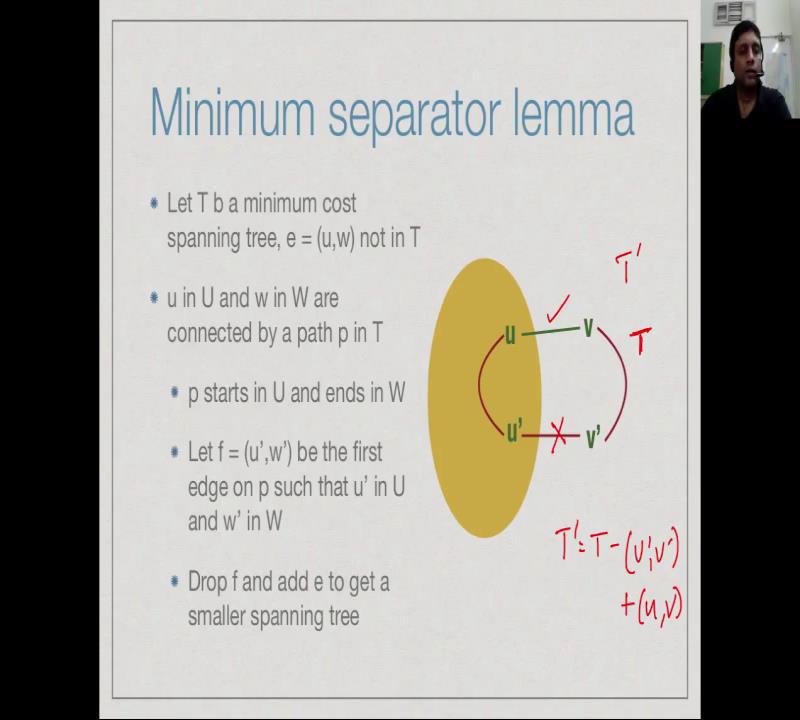 Minimum separator lemma
Let T b a minimum cost
spanning tree, e = (u,w) not in T
u in U and w in W are
connected by a path p in T
p starts in U and ends in W
Let f = (u',w') be the first
edge on p such that u' in U
and w' in W
Drop f and add e to get a
smaller spanning tree
T'
u v
T
u' v'
T' = T - (u', v')
+ (u, v)